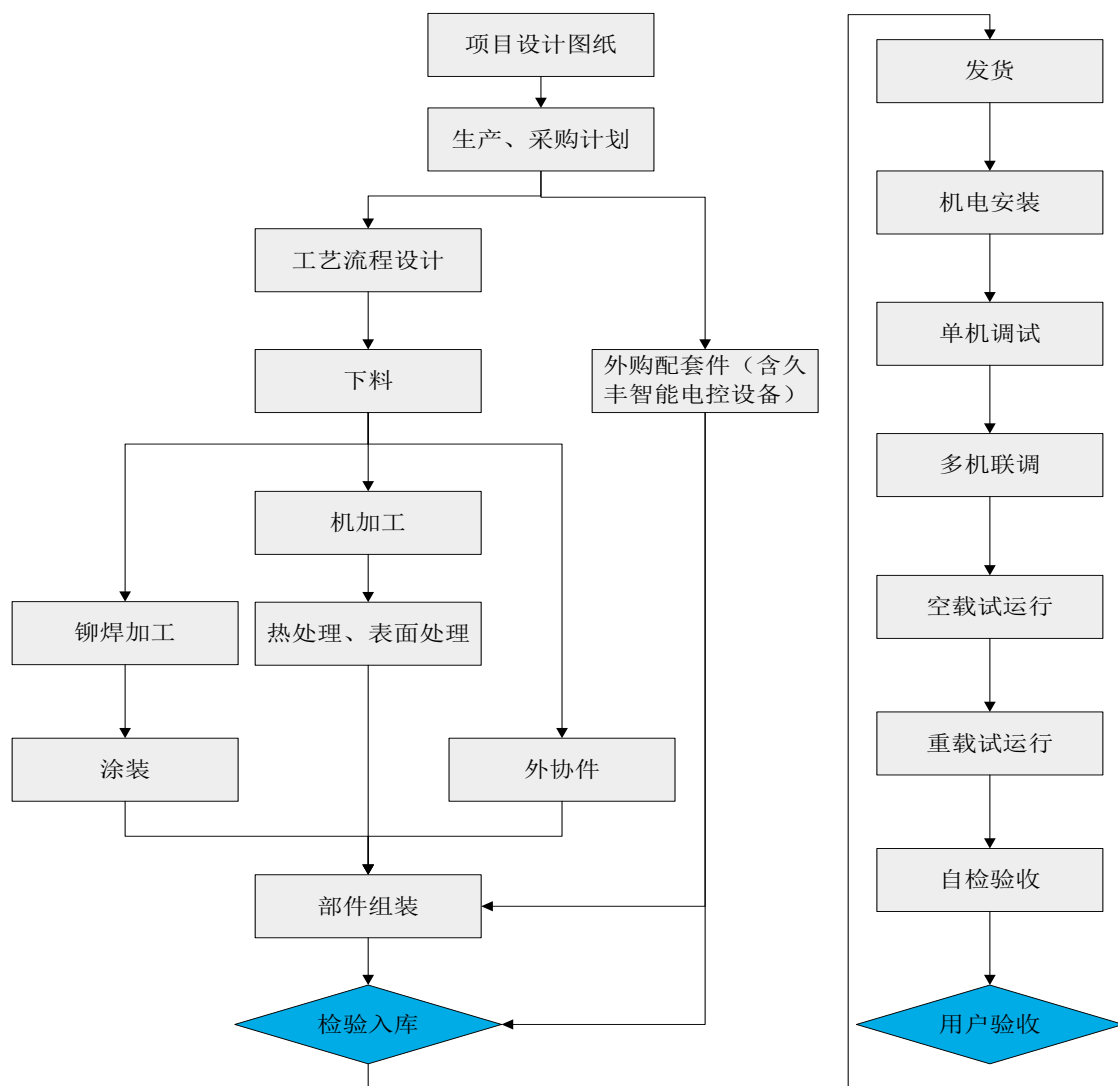 项目设计图纸
生产、采购计划
工艺流程设计
下料
外购配套件（含久
丰智能电控设备）
机加工
铆焊加工
热处理、表面处理
涂装
外协件
部件组装
检验入库
发货
机电安装
单机调试
多机联调
空载试运行
重载试运行
自检验收
用户验收